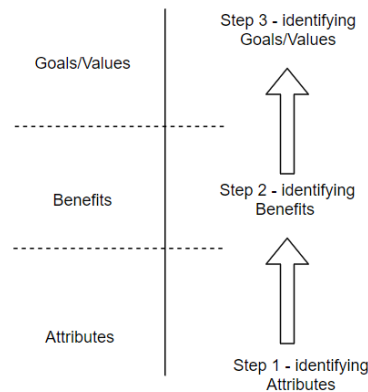 Step 3 - identifying
Goals/Values
Goals/Values
Step 2 - identifying
Benefits
Benefits
Attributes
Step 1 - identifying
Attributes